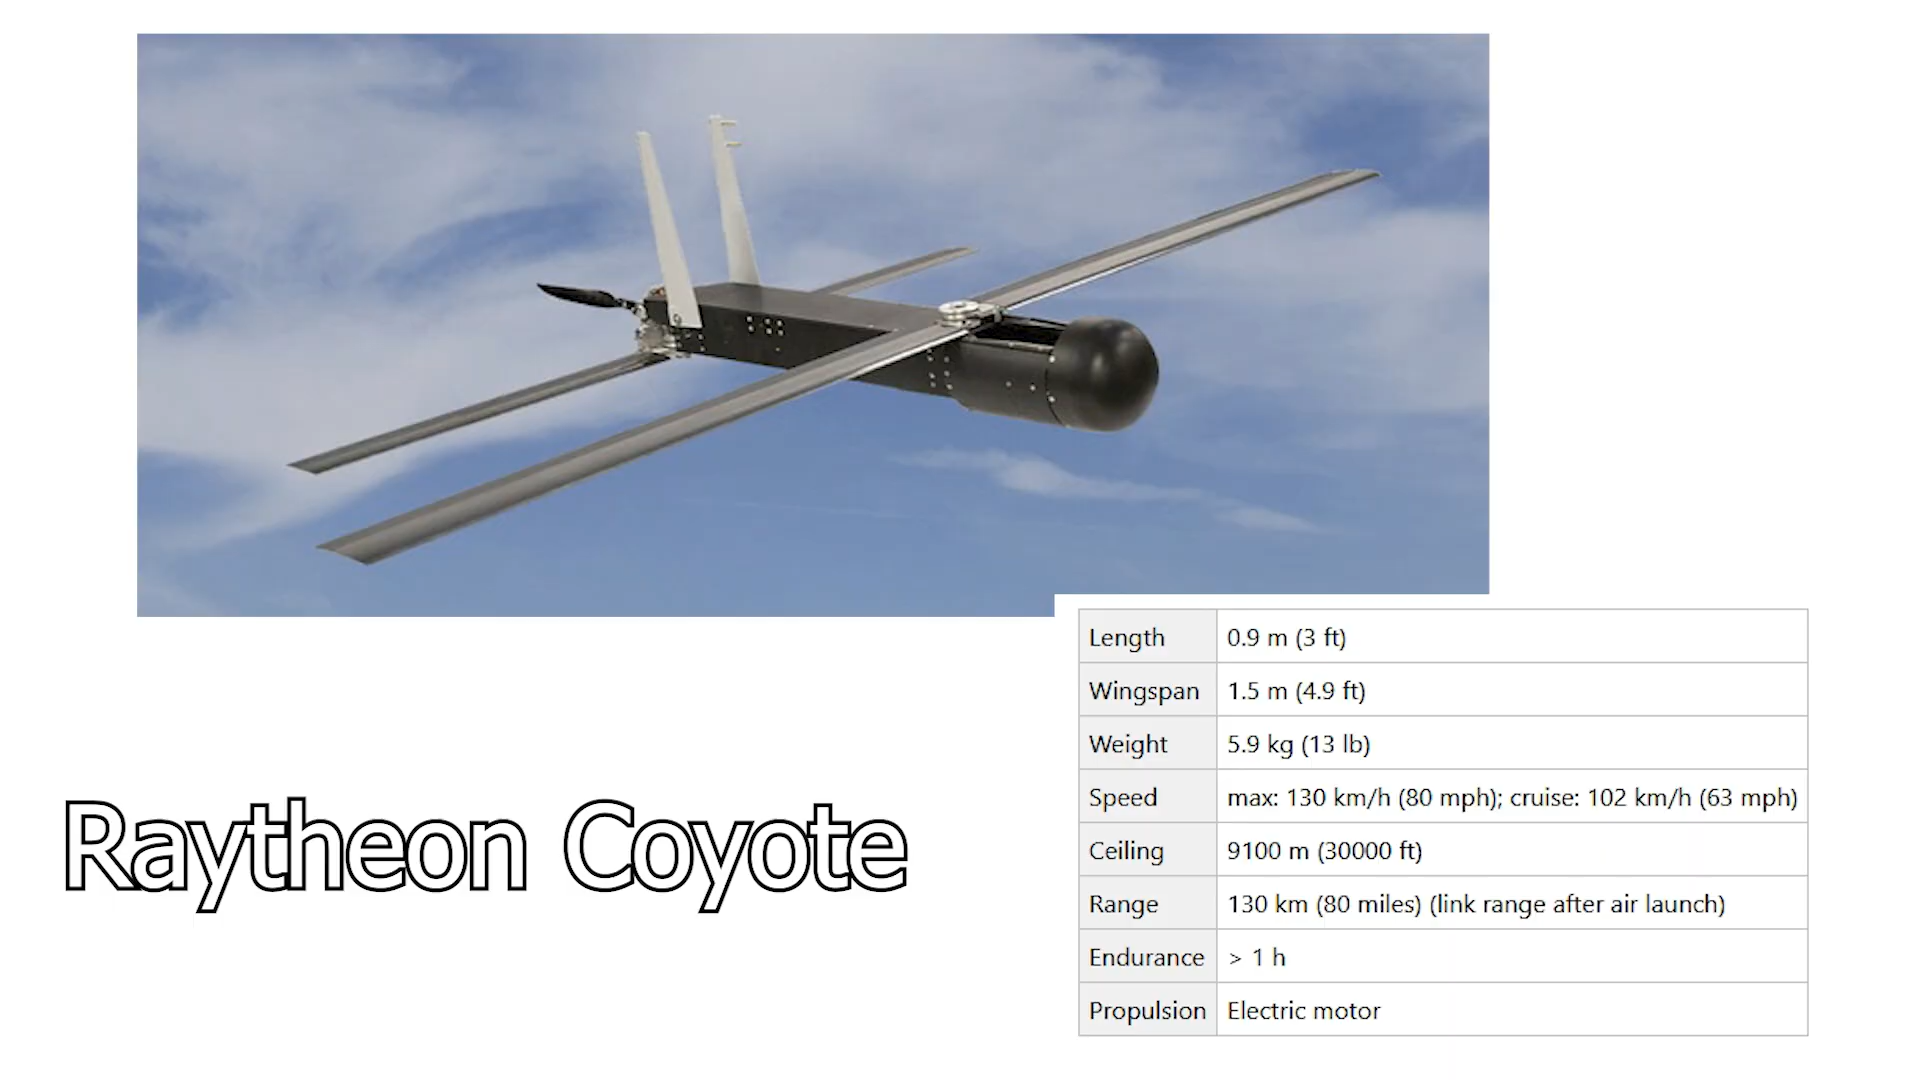 Raytheon Coyote
Length 0.9 m (3 ft)
Wingspan 1.5 m (4.9 ft)
Weight 5.9 kg (13 lb)
Speed max: 130 km/h (80 mph); cruise: 102 km/h (63 mph)
Ceiling 9100 m (30000 ft)
Range 130 km (80 miles) (link range after air launch)
Endurance > 1 h
Propulsion Electric motor